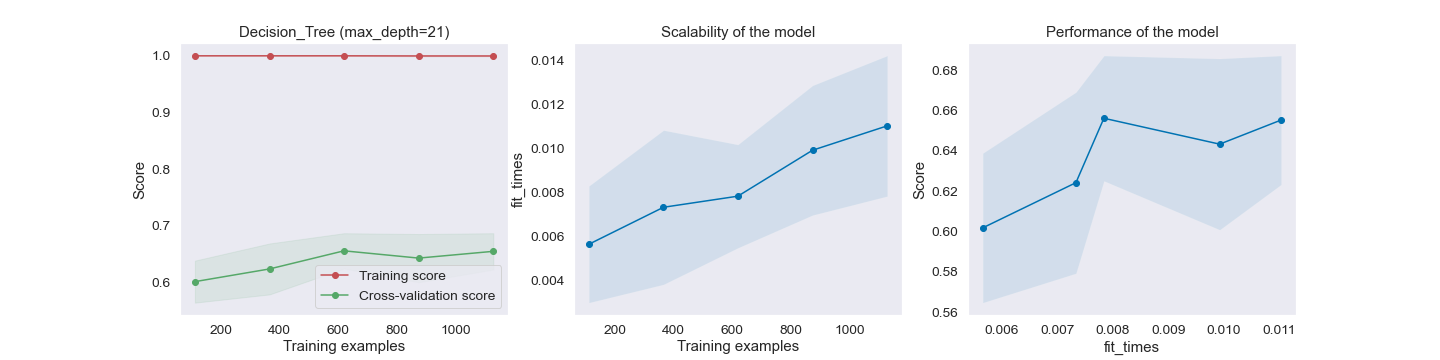 Decision_Tree (max_depth=21)
1.0
0.9
0.8
0.7
0.6
Score
Training score
Cross-validation score
200 400 600 800 1000
Training examples
Scalability of the model
0.014
0.012
0.010
0.008
0.006
0.004
fit_times
200 400 600 800 1000
Training examples
Performance of the model
0.68
0.66
0.64
0.62
0.60
0.58
0.56
Score
0.006 0.007 0.008 0.009 0.010 0.011
fit_times